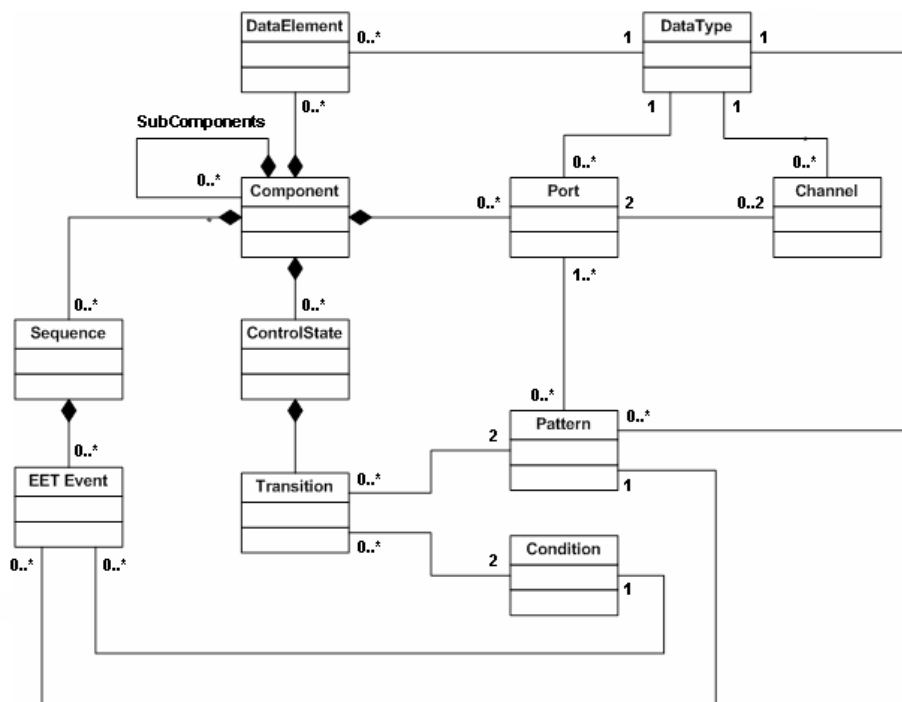 DataElement
0..*
1
DataType
1
0..*
1
1
SubComponents
0..*
0..*
0..*
Component
0..*
Port
2
0..2
Channel
1..*
0..*
0..*
Sequence
ControlState
0..*
0..*
2
Pattern
0..*
EET Event
Transition
0..*
1
0..*
0..*
0..*
2
Condition
1